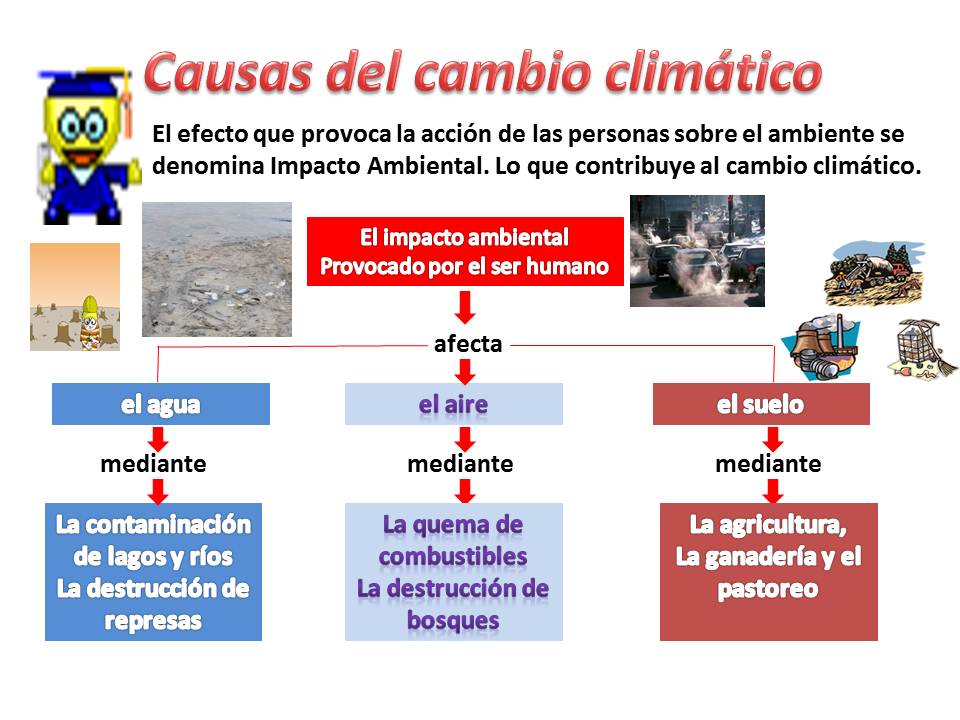 Causas del cambio climático
El efecto que provoca la acción de las personas sobre el ambiente se
denomina Impacto Ambiental. Lo que contribuye al cambio climático.
El impacto ambiental
Provocado por el ser humano
afecta
el agua
el aire
el suelo
mediante
mediante
mediante
La contaminación
de lagos y ríos
La destrucción de
represas
La quema de
combustibles
La destrucción de
bosques
La agricultura,
La ganadería y el
pastoreo